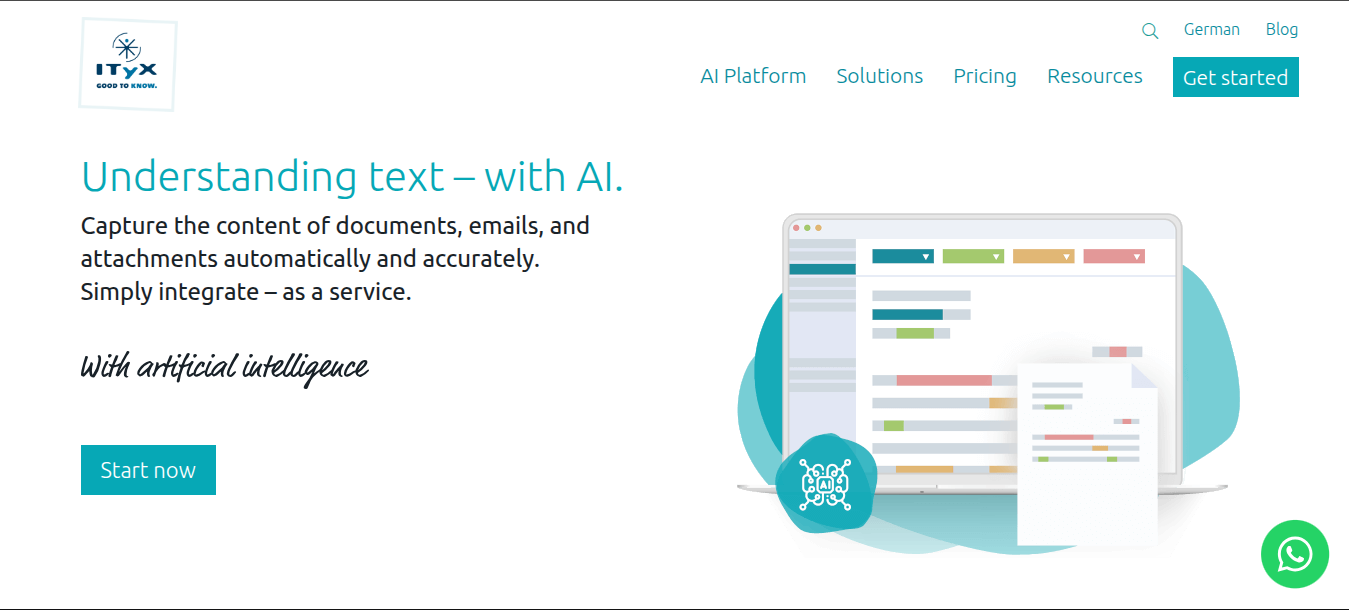 ITyX
GOOD TO KNOW.
German Blog
AI Platform Solutions Pricing Resources Get started
Understanding text – with AI.
Capture the content of documents, emails, and
attachments automatically and accurately.
Simply integrate – as a service.
With artificial intelligence
Start now
AI